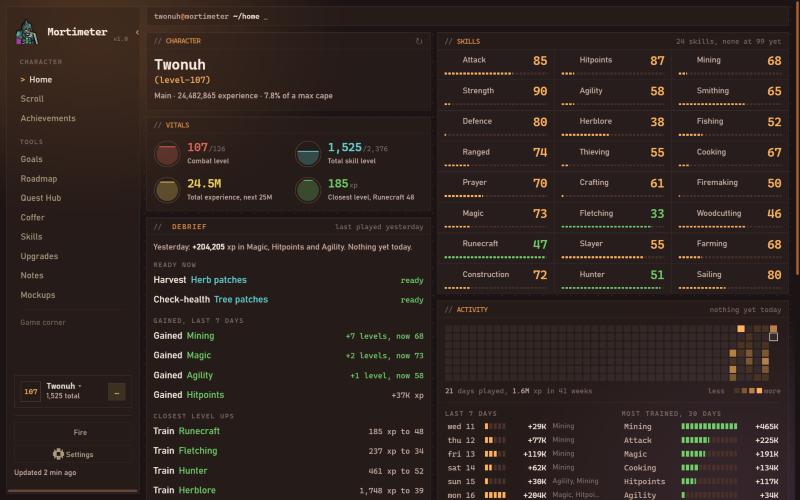 Mortimeter
v1.0
CHARACTER
> Home
Scroll
Achievements
TOOLS
Goals
Roadmap
Quest Hub
Coffer
Skills
Upgrades
Notes
Mockups
Game corner
107
Twonuh
1,525 total
…
Fire
Settings
Updated 2 min ago
twonuh@mortimeter ~/home _
// CHARACTER
Twonuh
(level-107)
Main · 24,482,865 experience · 7.8% of a max cape
// VITALS
107/126
Combat level
1,525/2,376
Total skill level
24.5M
Total experience, next 25M
185xp
Closest level, Runecraft 48
// DEBRIEF last played yesterday
Yesterday: +204,205 xp in Magic, Hitpoints and Agility. Nothing yet today.
READY NOW
Harvest Herb patches ready
Check-health Tree patches ready
GAINED, LAST 7 DAYS
Gained Mining +7 levels, now 68
Gained Magic +2 levels, now 73
Gained Agility +1 level, now 58
Gained Hitpoints +37K xp
CLOSEST LEVEL UPS
Train Runecraft 185 xp to 48
Train Fletching 237 xp to 34
Train Hunter 461 xp to 52
Train Herblore 1,748 xp to 39
// SKILLS 24 skills, none at 99 yet
Attack 85 Hitpoints 87 Mining 68
Strength 90 Agility 58 Smithing 65
Defence 80 Herblore 38 Fishing 52
Ranged 74 Thieving 55 Cooking 67
Prayer 70 Crafting 61 Firemaking 50
Magic 73 Fletching 33 Woodcutting 46
Runecraft 47 Slayer 55 Farming 68
Construction 72 Hunter 51 Sailing 80
// ACTIVITY nothing yet today
21 days played, 1.6M xp in 41 weeks less more
LAST 7 DAYS
wed 11 +29K Mining
thu 12 +77K Mining
fri 13 +119K Mining
sat 14 +62K Mining
sun 15 +30K Agility, Mining
mon 16 +204K Magic, Hitpoi…
MOST TRAINED, 30 DAYS
Mining +465K
Attack +225K
Magic +191K
Cooking +134K
Hitpoints +117K
Agility +34K